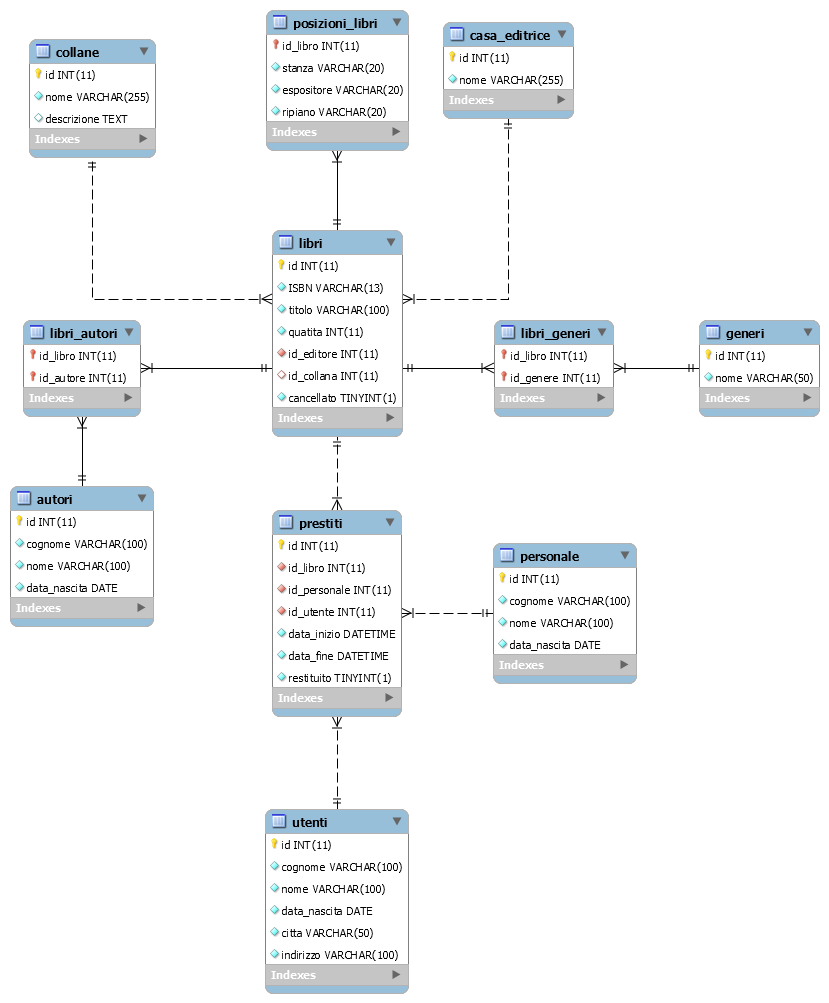 collane
id INT(11)
nome VARCHAR(255)
descrizione TEXT
Indexes
posizioni_libri
id_libro INT(11)
stanza VARCHAR(20)
espositore VARCHAR(20)
ripiano VARCHAR(20)
Indexes
casa_editrice
id INT(11)
nome VARCHAR(255)
Indexes
libri
id INT(11)
ISBN VARCHAR(13)
titolo VARCHAR(100)
quatita INT(11)
id_editore INT(11)
id_collana INT(11)
cancellato TINYINT(1)
Indexes
libri_autori
id_libro INT(11)
id_autore INT(11)
Indexes
libri_generi
id_libro INT(11)
id_genere INT(11)
Indexes
generi
id INT(11)
nome VARCHAR(50)
Indexes
autori
id INT(11)
cognome VARCHAR(100)
nome VARCHAR(100)
data_nascita DATE
Indexes
prestiti
id INT(11)
id_libro INT(11)
id_personale INT(11)
id_utente INT(11)
data_inizio DATETIME
data_fine DATETIME
restituito TINYINT(1)
Indexes
personale
id INT(11)
cognome VARCHAR(100)
nome VARCHAR(100)
data_nascita DATE
Indexes
utenti
id INT(11)
cognome VARCHAR(100)
nome VARCHAR(100)
data_nascita DATE
citta VARCHAR(50)
indirizzo VARCHAR(100)
Indexes